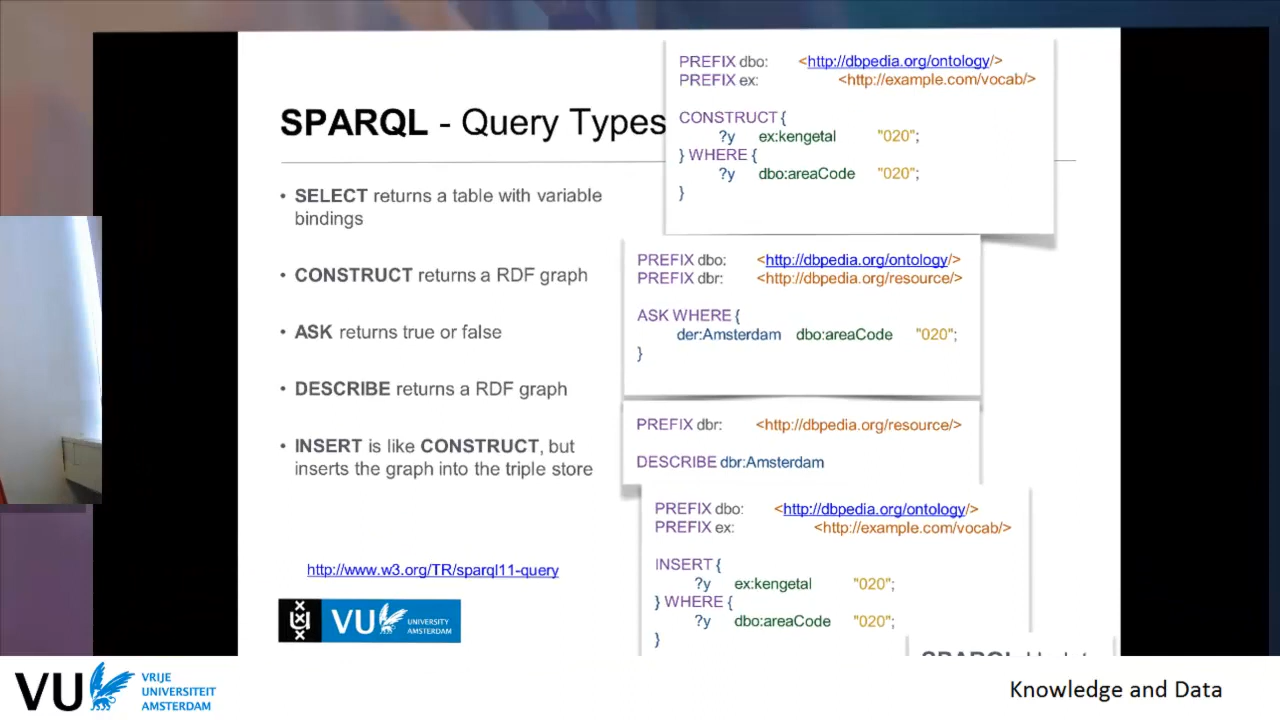 SPARQL - Query Types
• SELECT returns a table with variable
bindings
• CONSTRUCT returns a RDF graph
• ASK returns true or false
• DESCRIBE returns a RDF graph
• INSERT is like CONSTRUCT, but
inserts the graph into the triple store
http://www.w3.org/TR/sparql11-query
VU UNIVERSITY
AMSTERDAM
PREFIX dbo: <http://dbpedia.org/ontology/>
PREFIX ex: <http://example.com/vocab/>
CONSTRUCT {
?y ex:kengetal "020";
} WHERE {
?y dbo:areaCode "020";
}
PREFIX dbo: <http://dbpedia.org/ontology/>
PREFIX dbr: <http://dbpedia.org/resource/>
ASK WHERE {
der:Amsterdam dbo:areaCode "020";
}
PREFIX dbr: <http://dbpedia.org/resource/>
DESCRIBE dbr:Amsterdam
PREFIX dbo: <http://dbpedia.org/ontology/>
PREFIX ex: <http://example.com/vocab/>
INSERT {
?y ex:kengetal "020";
} WHERE {
?y dbo:areaCode "020";
}
VU VRIJE
UNIVERSITEIT
AMSTERDAM
Knowledge and Data